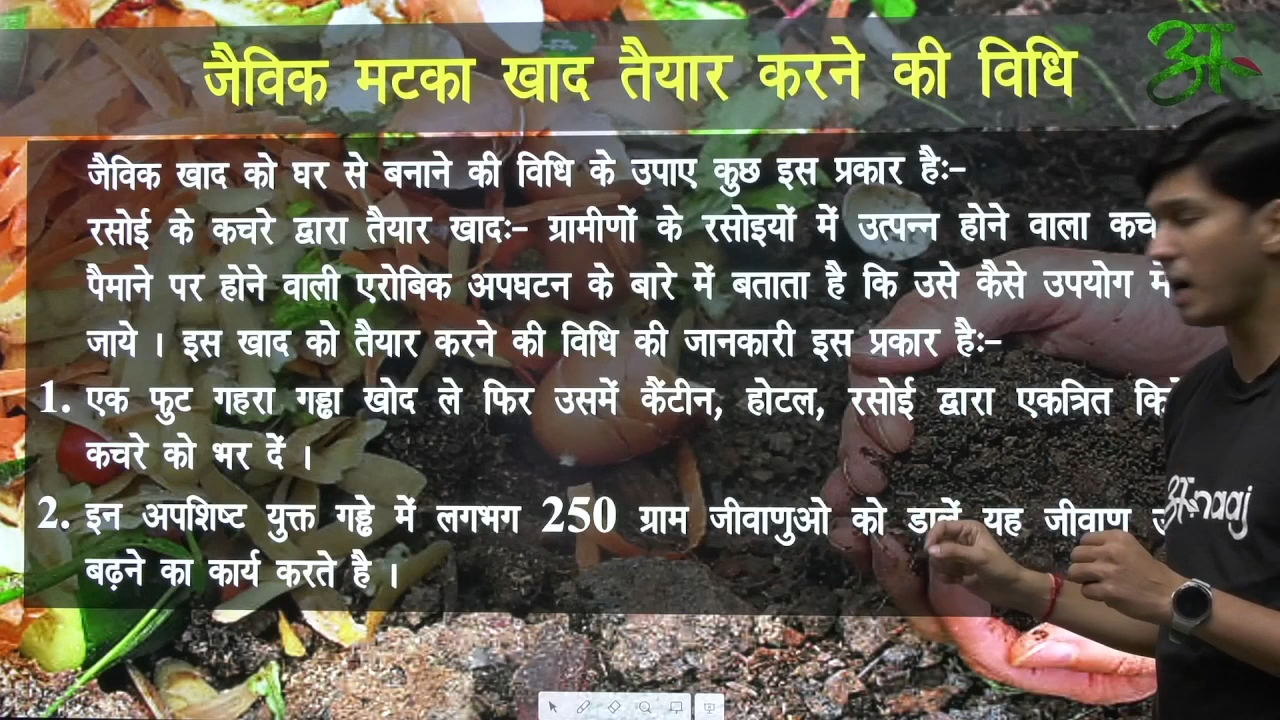 जैविक मटका खाद तैयार करने की विधि
अ
जैविक खाद को घर से बनाने की विधि के उपाए कुछ इस प्रकार हैः-
रसोई के कचरे द्वारा तैयार खादः- ग्रामीणों के रसोइयों में उत्पन्न होने वाला
पैमाने पर होने वाली एरोबिक अपघटन के बारे में बताता है कि उसे कैसे उपयोग में
जाये । इस खाद को तैयार करने की विधि की जानकारी इस प्रकार हैः-
1. एक फुट गहरा गड्ढा खोद ले फिर उसमें कैंटीन, होटल, रसोई द्वारा एकत्रित
कचरे को भर दें ।
2. इन अपशिष्ट युक्त गड्ढे में लगभग 250 ग्राम जीवाणुओ को डालें यह जीवाणु
बढ़ने का कार्य करते है ।
अnaaj